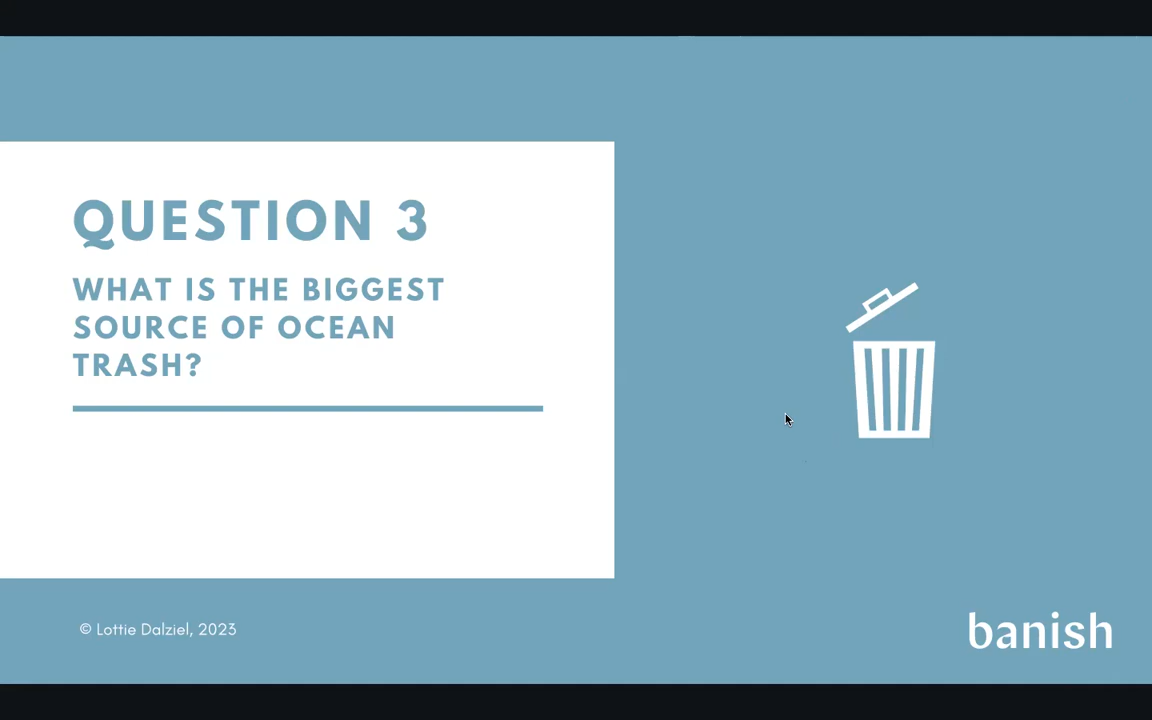 QUESTION 3
WHAT IS THE BIGGEST
SOURCE OF OCEAN
TRASH?
© Lottie Dalziel, 2023
banish